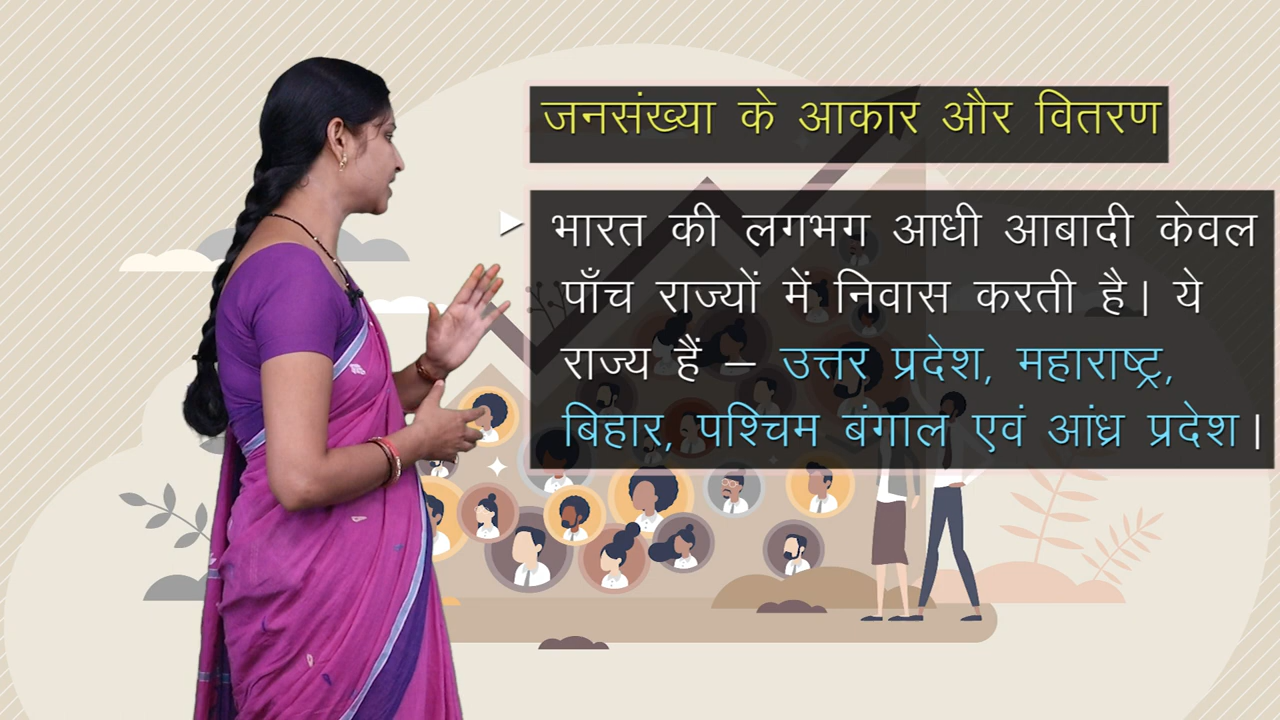 जनसंख्या के आकार और वितरण
भारत की लगभग आधी आबादी केवल
पाँच राज्यों में निवास करती है। ये
राज्य हैं – उत्तर प्रदेश, महाराष्ट्र,
बिहार, पश्चिम बंगाल एवं आंध्र प्रदेश।